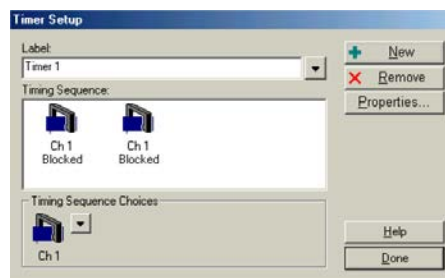 Timer Setup
Label:
Timer 1
New
Remove
Properties...
Timing Sequence:
Ch 1
Blocked
Ch 1
Blocked
Timing Sequence Choices
Ch 1
Help
Done